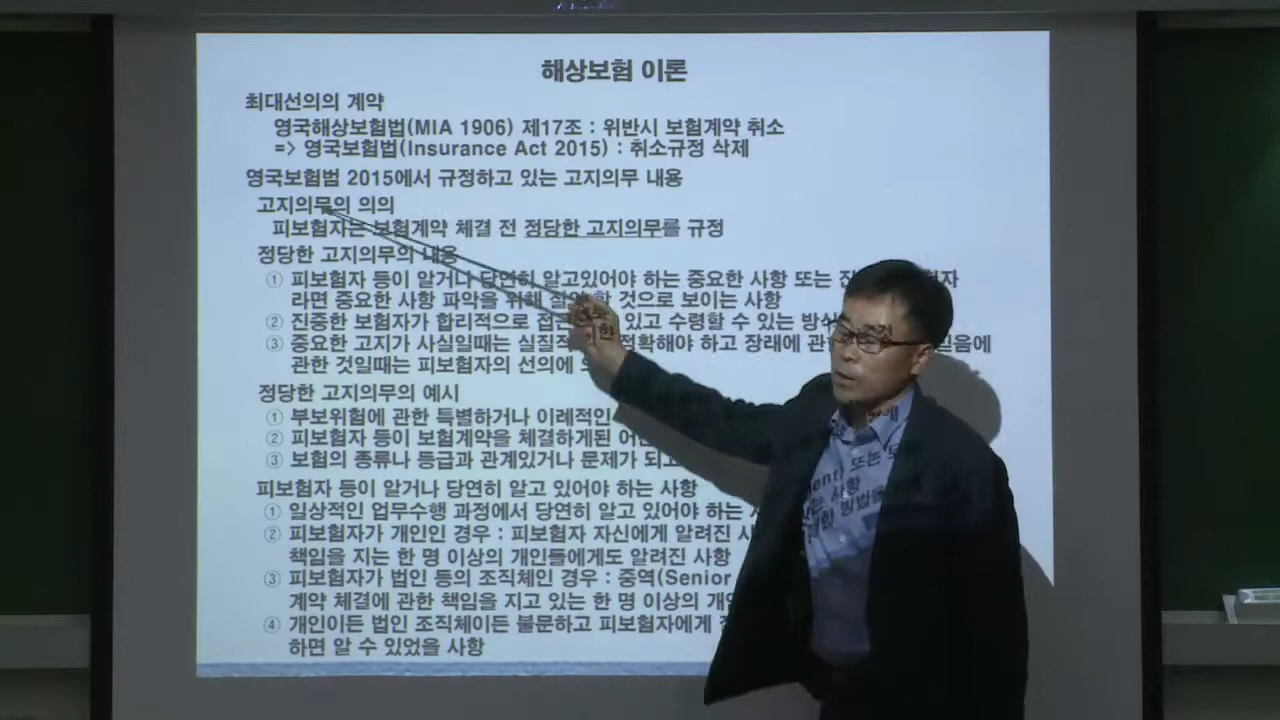 해상보험 이론
최대선의의 계약
영국해상보험법(MIA 1906) 제17조 : 위반시 보험계약 취소
=> 영국보험법(Insurance Act 2015) : 취소규정 삭제
영국보험법 2015에서 규정하고 있는 고지의무 내용
고지의무의 의의
피보험자는 보험계약 체결 전 정당한 고지의무를 규정
정당한 고지의무의 내용
① 피보험자 등이 알거나 당연히 알고있어야 하는 중요한 사항 또는
라면 중요한 사항 파악을 위해 질의 할 것으로 보이는 사항
② 진중한 보험자가 합리적으로 접근 있고 수령할 수 있는
③ 중요한 고지가 사실일때는 실질적 정확해야 하고 장래에 믿음에
관한 것일때는 피보험자의 선의에
정당한 고지의무의 예시
① 부보위험에 관한 특별하거나 이례적인
② 피보험자 등이 보험계약을 체결하게된
③ 보험의 종류나 등급과 관계있거나 문제가 되고
피보험자 등이 알거나 당연히 알고 있어야 하는 사항
① 일상적인 업무수행 과정에서 당연히 알고 있어야 하는
② 피보험자가 개인인 경우 : 피보험자 자신에게 알려진
책임을 지는 한 명 이상의 개인들에게도 알려진 사항
③ 피보험자가 법인 등의 조직체인 경우 : 중역(Senior
계약 체결에 관한 책임을 지고 있는 한 명 이상의
④ 개인이든 법인 조직체이든 불문하고 피보험자에게
하면 알 수 있었을 사항